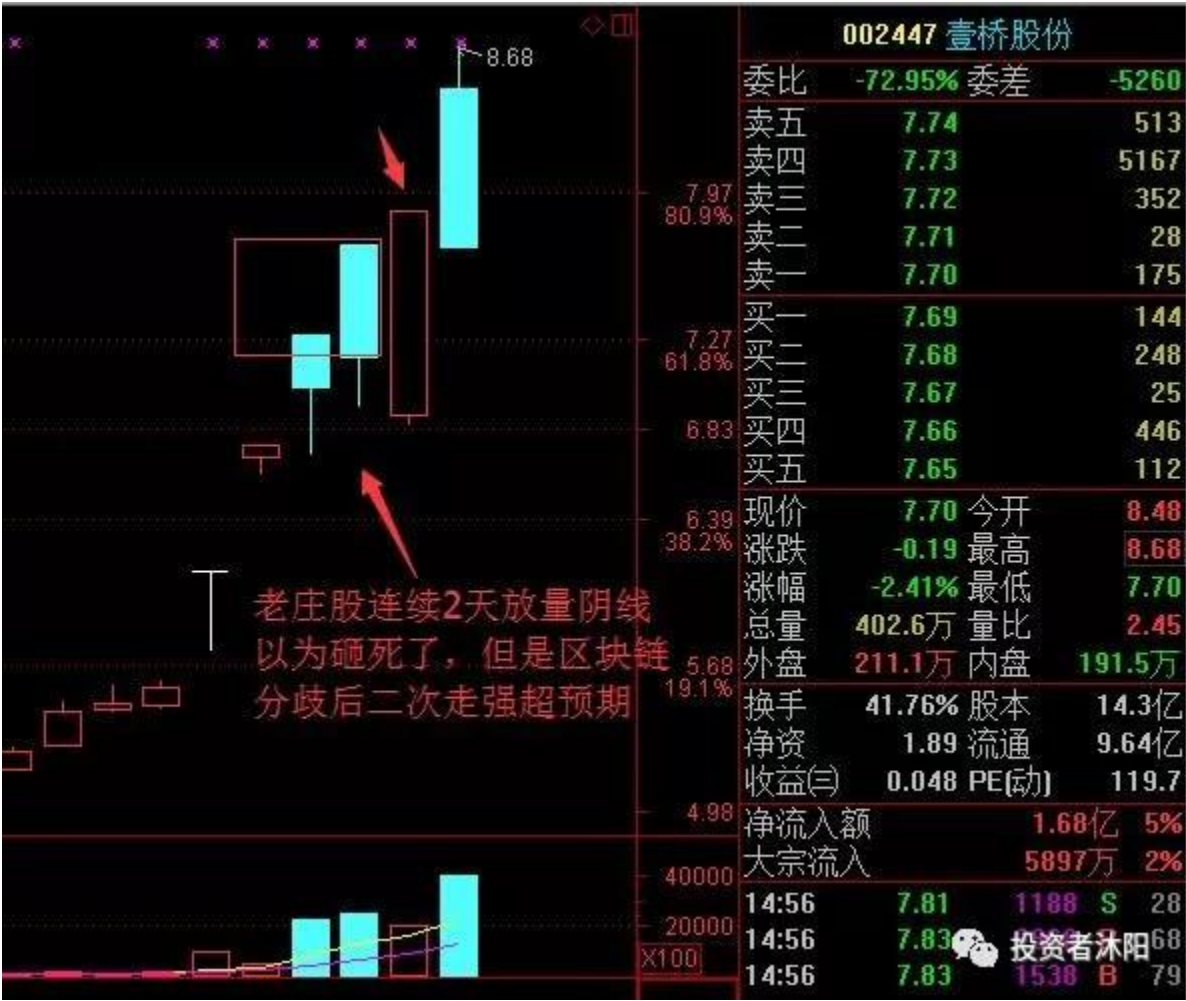 002447 壹桥股份
8.68
委比 -72.95% 委差 -5260
卖五 7.74 513
卖四 7.73 5167
卖三 7.72 352
卖二 7.71 28
卖一 7.70 175
买一 7.69 144
买二 7.68 248
买三 7.67 25
买四 7.66 446
买五 7.65 112
现价 7.70 今开 8.48
涨跌 -0.19 最高 8.68
涨幅 -2.41% 最低 7.70
总量 402.6万 量比 2.45
外盘 211.1万 内盘 191.5万
换手 41.76% 股本 14.3亿
净资 1.89 流通 9.64亿
收益㈢ 0.048 PE(动) 119.7
净流入额 1.68亿 5%
大宗流入 5897万 2%
14:56 7.81 1188 S 28
14:56 7.83 68
14:56 7.83 1538 B 79
7.97
80.9%
7.27
61.8%
6.83
6.39
38.2%
5.68
19.1%
4.98
40000
20000
X100
老庄股连续2天放量阴线
以为砸死了，但是区块链
分歧后二次走强超预期
投资者沐阳